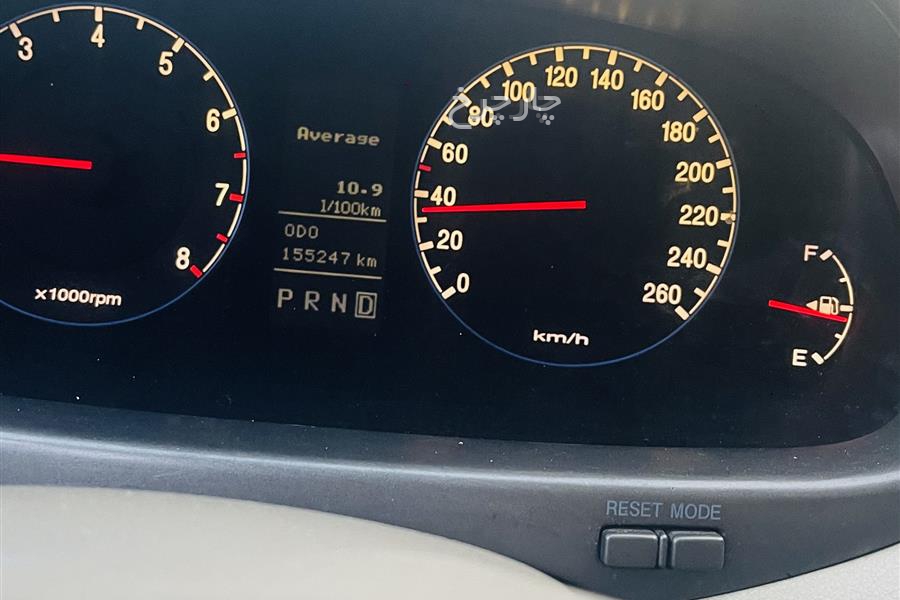 3 4 5 6 7 8
x1000rpm
Average
10.9
l/100km
ODO
155247 km
P R N D
0 20 40 60 80 100 120 140 160 180 200 220 240 260
km/h
چارچرخ
F
E
RESET MODE